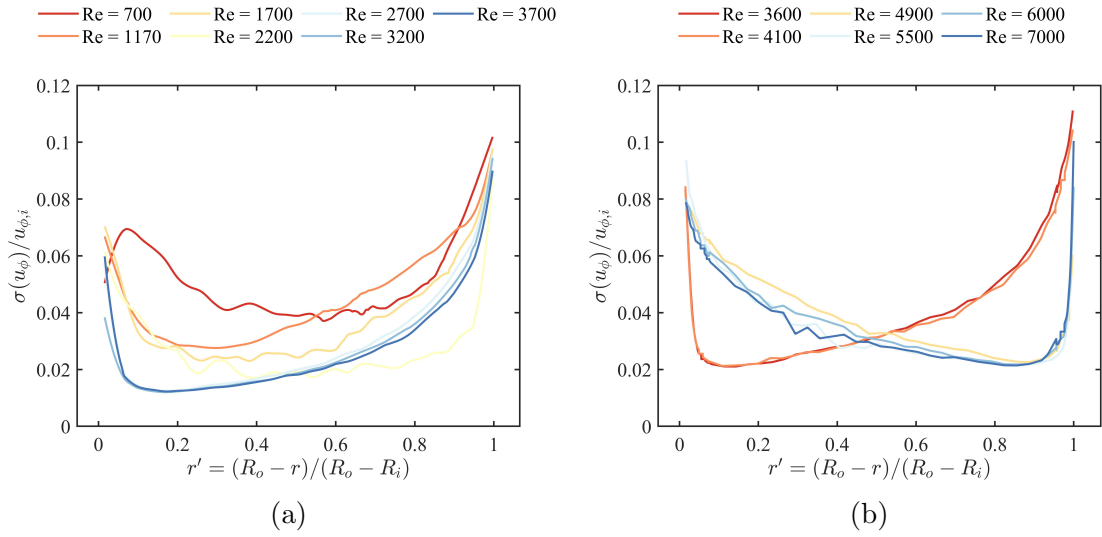 Re = 700 Re = 1700 Re = 2700 Re = 3700
Re = 1170 Re = 2200 Re = 3200
Re = 3600 Re = 4900 Re = 6000
Re = 4100 Re = 5500 Re = 7000
0.12
0.1
0.08
0.06
0.04
0.02
0
σ(u_ϕ)/u_{ϕ,i}
0 0.2 0.4 0.6 0.8 1
r′ = (R_o − r)/(R_o − R_i)
(a)
0.12
0.1
0.08
0.06
0.04
0.02
0
σ(u_ϕ)/u_{ϕ,i}
0 0.2 0.4 0.6 0.8 1
r′ = (R_o − r)/(R_o − R_i)
(b)